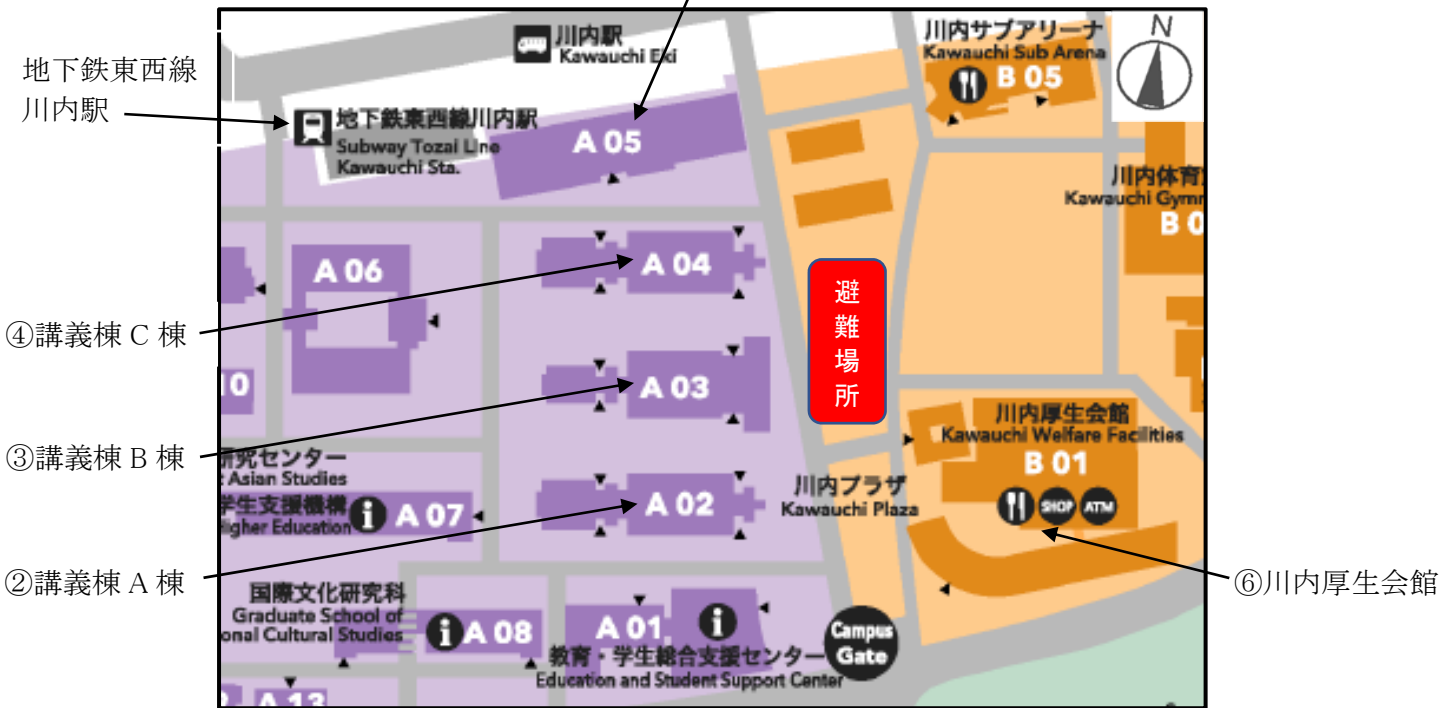 川内駅
Kawauchi Eki
川内サブアリーナ
Kawauchi Sub Arena
B 05
N
地下鉄東西線
川内駅
地下鉄東西線川内駅
Subway Tozai Line
Kawauchi Sta.
A 05
川内体育
Kawauchi Gym
B 0
A 06
A 04
避
難
場
所
④講義棟 C 棟
10
A 03
川内厚生会館
Kawauchi Welfare Facilities
B 01
SHOP
ATM
③講義棟 B 棟
研究センター
Asian Studies
学生支援機構
Higher Education
i
A 07
A 02
川内プラザ
Kawauchi Plaza
②講義棟 A 棟
⑥川内厚生会館
国際文化研究科
Graduate School of
onal Cultural Studies
i
A 08
A 01
i
教育・学生総合支援センター
Education and Student Support Center
Campus
Gate
A 13